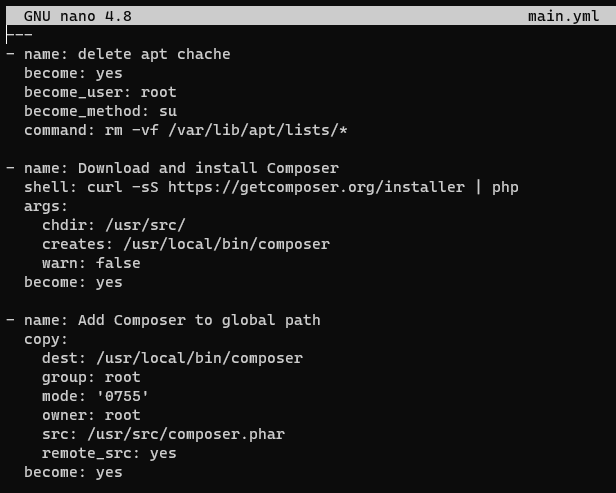 GNU nano 4.8 main.yml
---
- name: delete apt chache
  become: yes
  become_user: root
  become_method: su
  command: rm -vf /var/lib/apt/lists/*

- name: Download and install Composer
  shell: curl -sS https://getcomposer.org/installer | php
  args:
    chdir: /usr/src/
    creates: /usr/local/bin/composer
    warn: false
  become: yes

- name: Add Composer to global path
  copy:
    dest: /usr/local/bin/composer
    group: root
    mode: '0755'
    owner: root
    src: /usr/src/composer.phar
    remote_src: yes
  become: yes